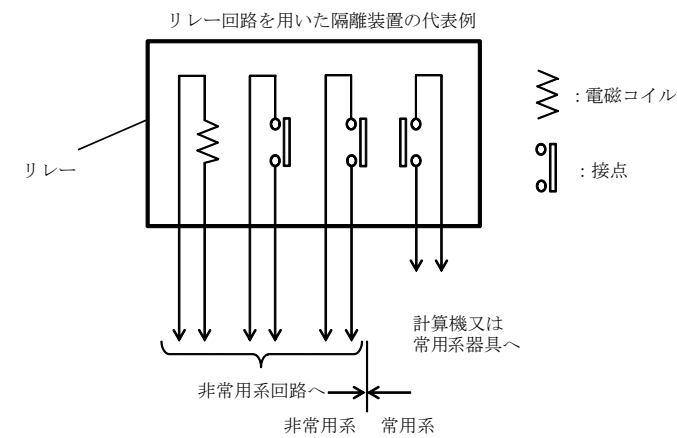 リレー回路を用いた隔離装置の代表例
:電磁コイル
リレー
:接点
計算機又は
常用系器具へ
非常用系回路へ
非常用系
常用系